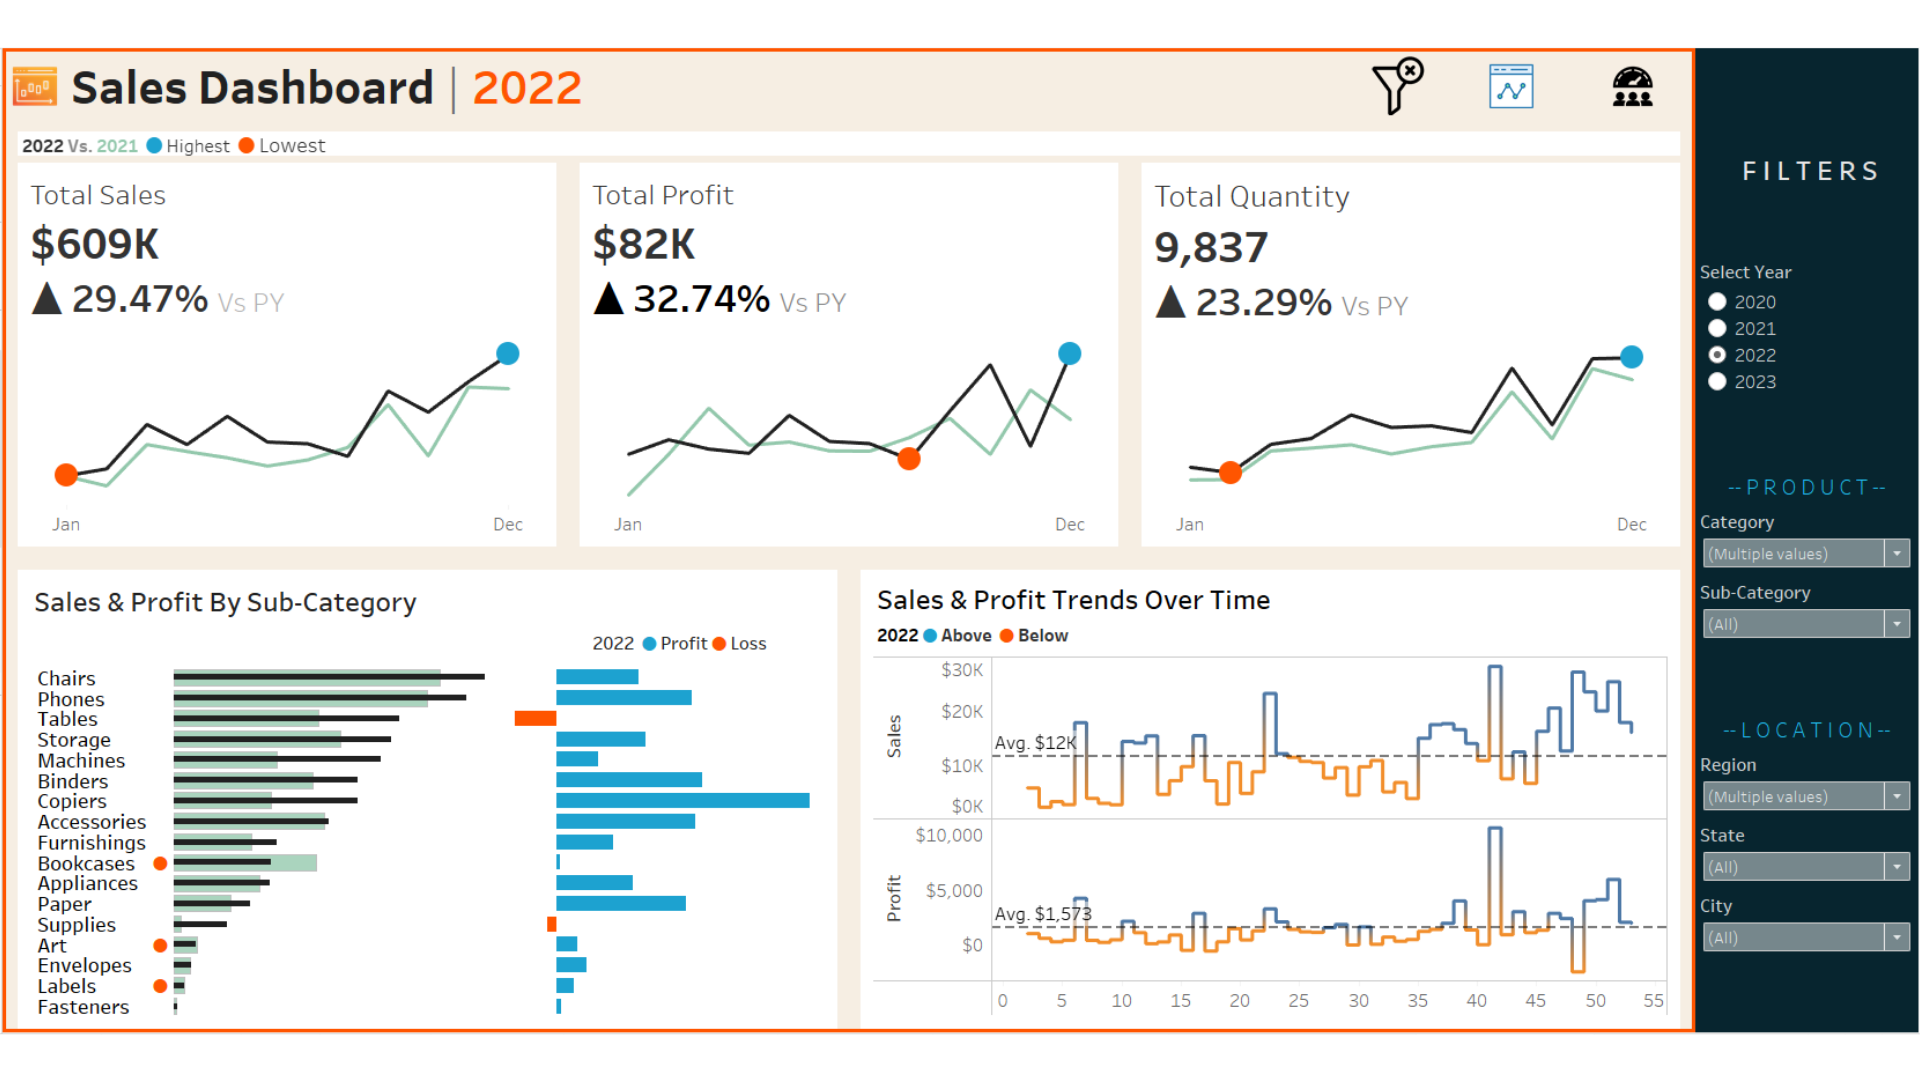 Sales Dashboard | 2022
2022 Vs. 2021 Highest Lowest
Total Sales
$609K
▲ 29.47% Vs PY
Jan Dec
Total Profit
$82K
▲ 32.74% Vs PY
Jan Dec
Total Quantity
9,837
▲ 23.29% Vs PY
Jan Dec
Sales & Profit By Sub-Category
2022 Profit Loss
Chairs
Phones
Tables
Storage
Machines
Binders
Copiers
Accessories
Furnishings
Bookcases
Appliances
Paper
Supplies
Art
Envelopes
Labels
Fasteners
Sales & Profit Trends Over Time
2022 Above Below
Sales
$30K
$20K
Avg. $12K
$10K
$0K
Profit
$10,000
$5,000
Avg. $1,573
$0
0 5 10 15 20 25 30 35 40 45 50 55
FILTERS
Select Year
2020
2021
2022
2023
--PRODUCT--
Category
(Multiple values)
Sub-Category
(All)
--LOCATION--
Region
(Multiple values)
State
(All)
City
(All)